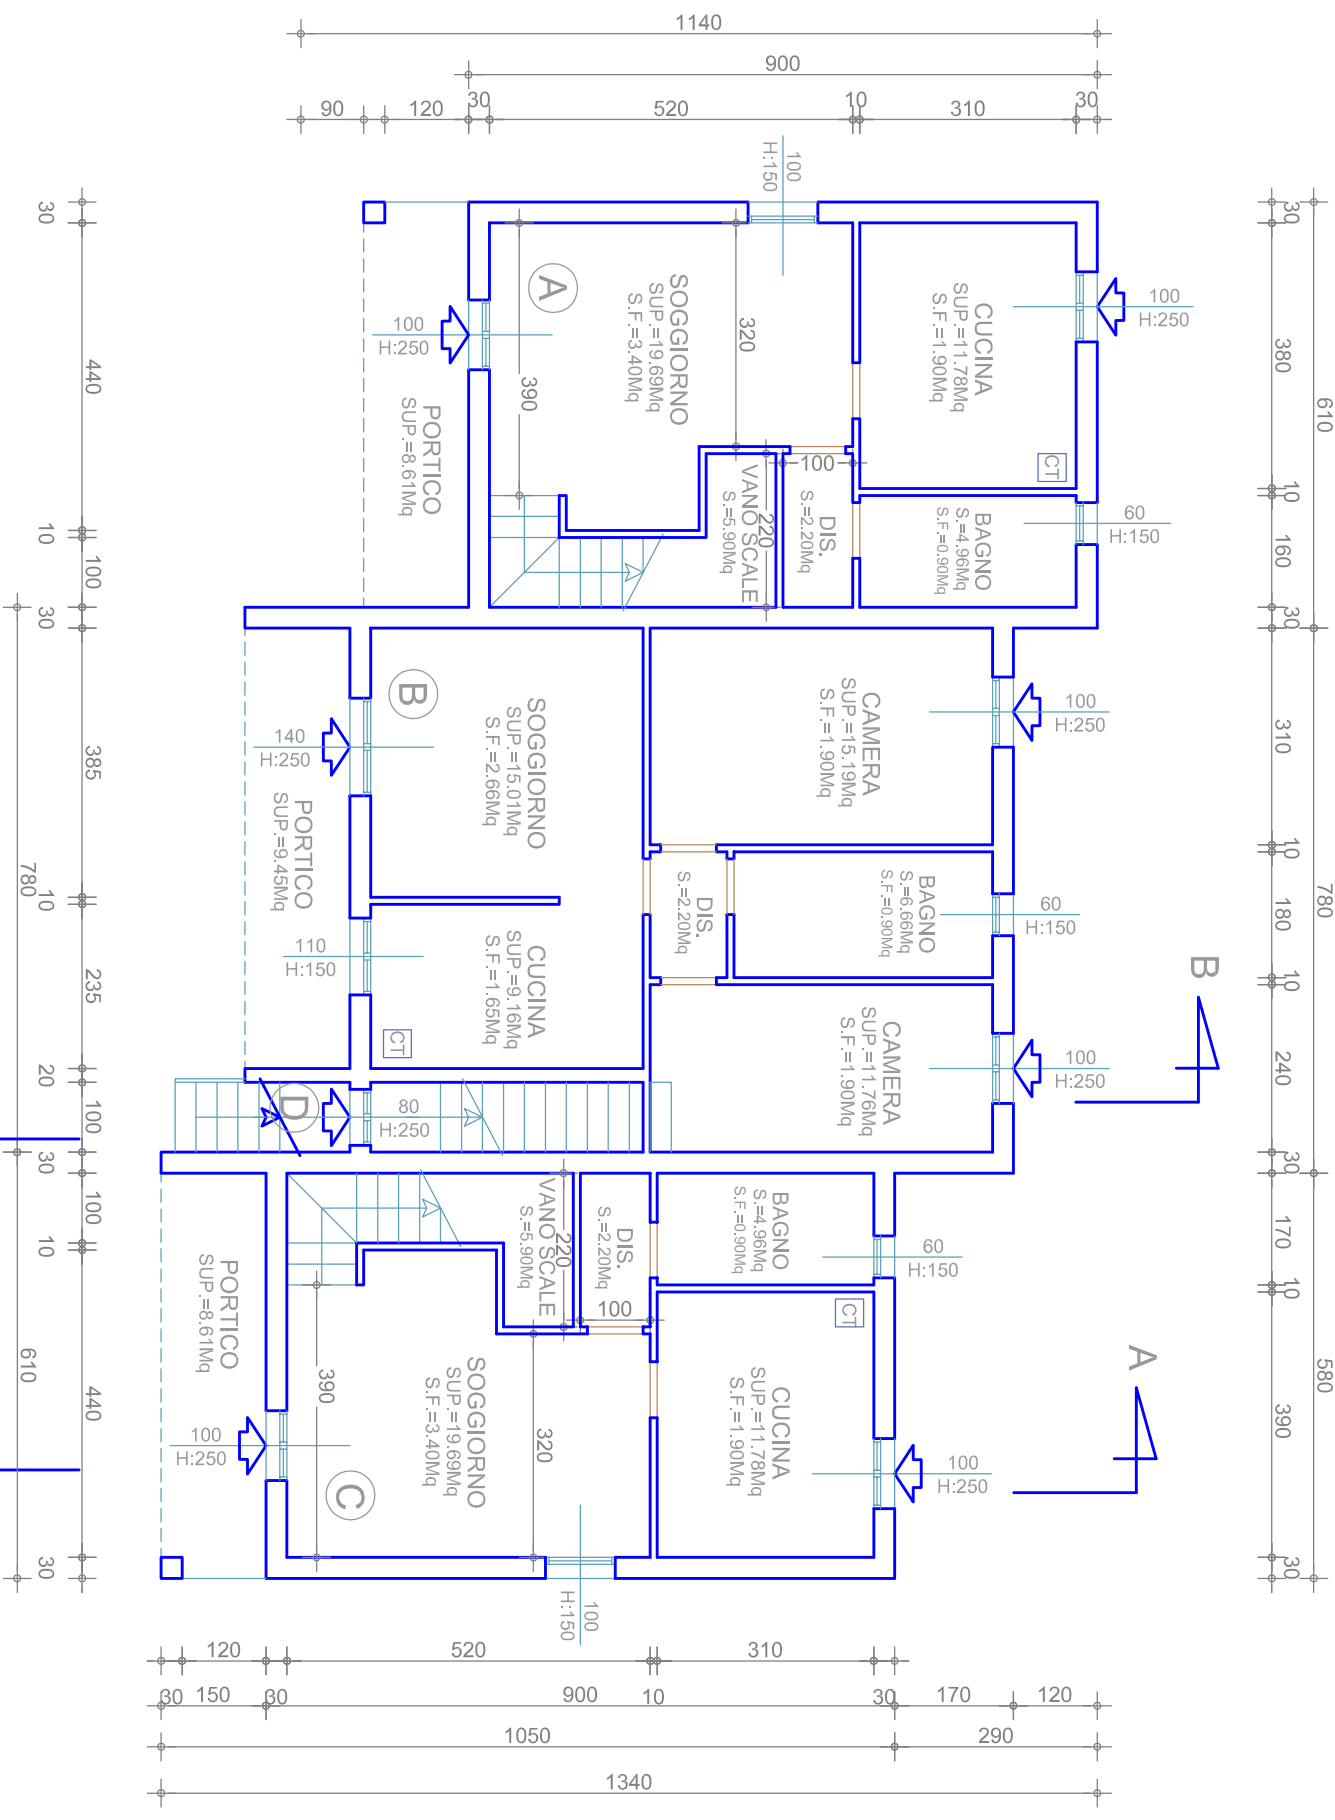 1140
900
90
120
30
520
10
310
30
100
H:150
30
440
10
100
30
385
10
235
20
100
30
100
10
440
30
780
610
30
380
10
160
30
310
10
180
10
240
30
170
10
390
30
610
780
580
A
SOGGIORNO
SUP.=19.69Mq
S.F.=3.40Mq
320
390
CUCINA
SUP.=11.78Mq
S.F.=1.90Mq
CT
100
H:250
100
H:250
PORTICO
SUP.=8.61Mq
VANO SCALE
S.=5.90Mq
220
100
DIS.
S.=2.20Mq
BAGNO
S.=4.96Mq
S.F.=0.90Mq
60
H:150
B
SOGGIORNO
SUP.=15.01Mq
S.F.=2.66Mq
140
H:250
PORTICO
SUP.=9.45Mq
CAMERA
SUP.=15.19Mq
S.F.=1.90Mq
100
H:250
DIS.
S.=2.20Mq
BAGNO
S.=6.66Mq
S.F.=0.90Mq
60
H:150
110
H:150
CUCINA
SUP.=9.16Mq
S.F.=1.65Mq
CT
CAMERA
SUP.=11.76Mq
S.F.=1.90Mq
100
H:250
B
D
80
H:250
VANO SCALE
S.=5.90Mq
220
DIS.
S.=2.20Mq
100
BAGNO
S.=4.96Mq
S.F.=0.90Mq
60
H:150
PORTICO
SUP.=8.61Mq
390
320
SOGGIORNO
SUP.=19.69Mq
S.F.=3.40Mq
C
CUCINA
SUP.=11.78Mq
S.F.=1.90Mq
CT
100
H:250
100
H:250
A
100
H:150
120
520
310
30
150
30
900
10
30
170
120
1050
290
1340